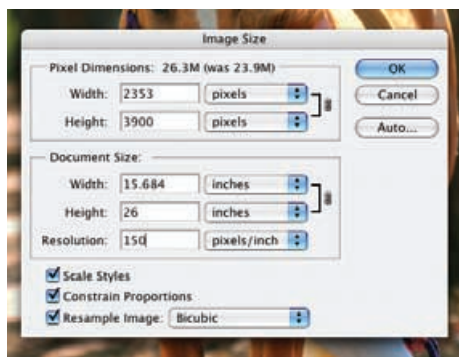 Image Size
Pixel Dimensions: 26.3M (was 23.9M)
OK
Width: 2353 pixels
Cancel
Height: 3900 pixels
Auto...
Document Size:
Width: 15.684 inches
Height: 26 inches
Resolution: 150 pixels/inch
Scale Styles
Constrain Proportions
Resample Image: Bicubic